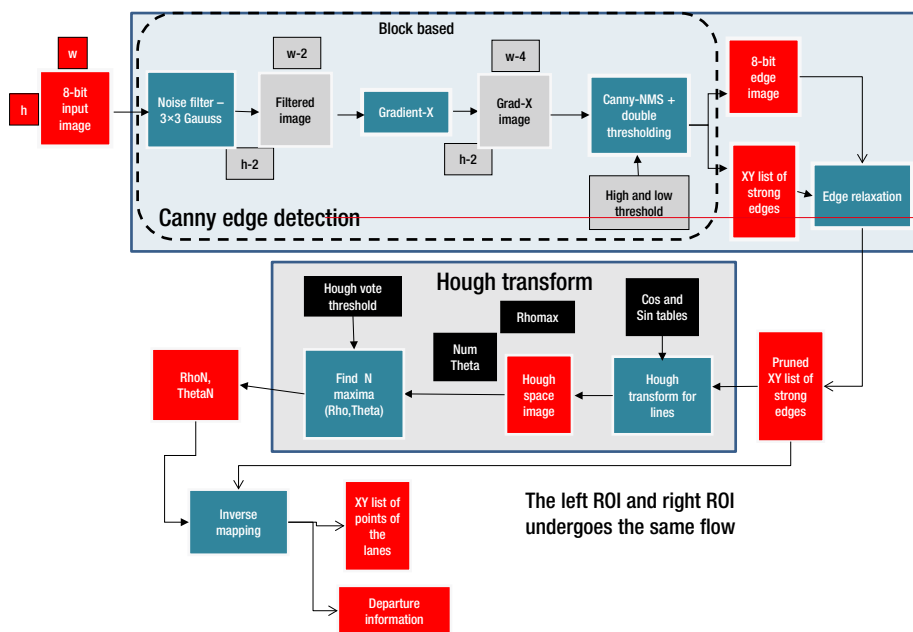 Block based
w
h
8-bit
input
image
Noise filter –
3×3 Gauuss
w-2
Filtered
image
h-2
Gradient-X
w-4
Grad-X
image
h-2
Canny-NMS +
double
thresholding
High and low
threshold
Canny edge detection
8-bit
edge
image
XY list of
strong
edges
Edge relaxation
Hough transform
Hough vote
threshold
Rhomax
Num
Theta
Cos and
Sin tables
RhoN,
ThetaN
Find N
maxima
(Rho,Theta)
Hough
space
image
Hough
transform for
lines
Pruned
XY list of
strong
edges
Inverse
mapping
XY list of
points of
the
lanes
The left ROI and right ROI
undergoes the same flow
Departure
information